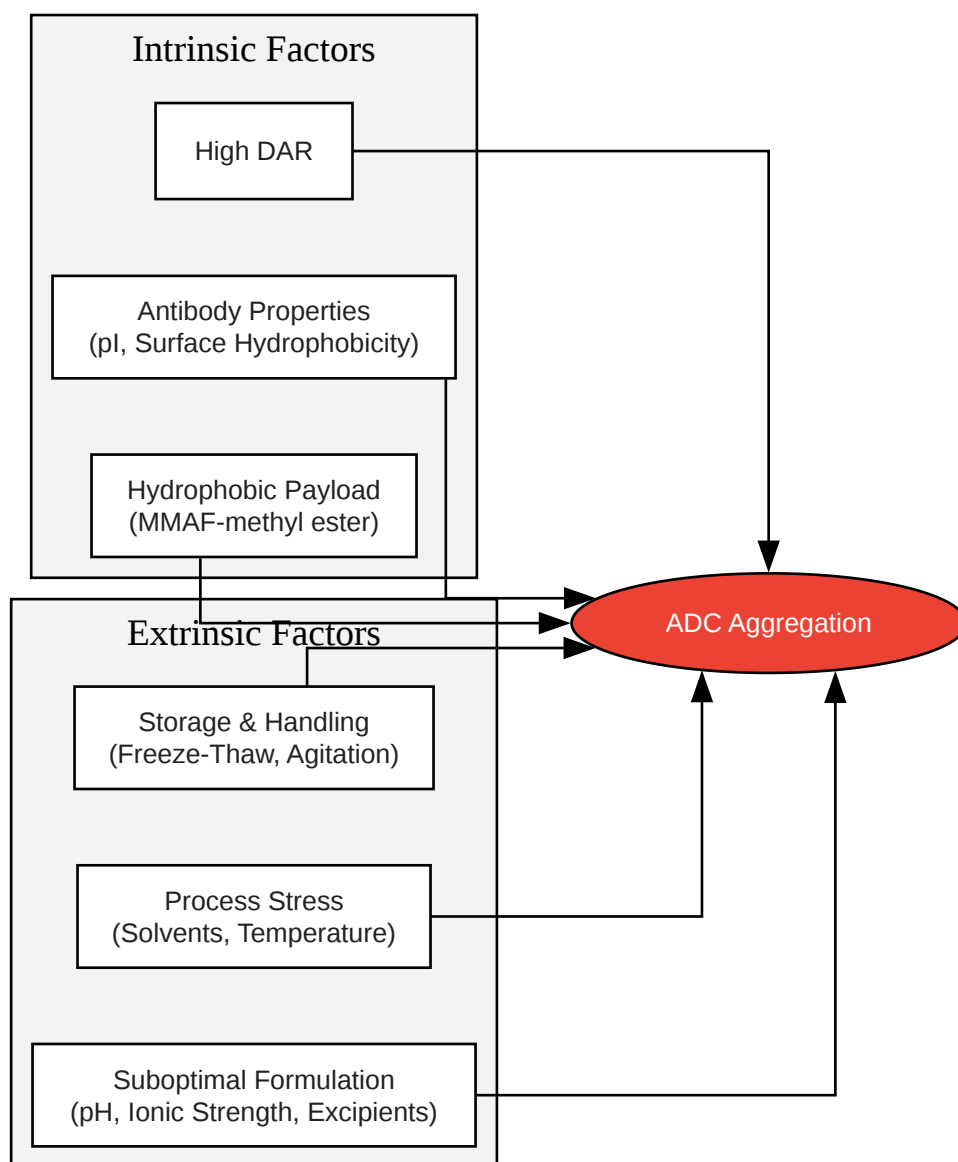 Intrinsic Factors
High DAR
Antibody Properties
(pI, Surface Hydrophobicity)
Hydrophobic Payload
(MMAF-methyl ester)
ADC Aggregation
Extrinsic Factors
Storage & Handling
(Freeze-Thaw, Agitation)
Process Stress
(Solvents, Temperature)
Suboptimal Formulation
(pH, Ionic Strength, Excipients)